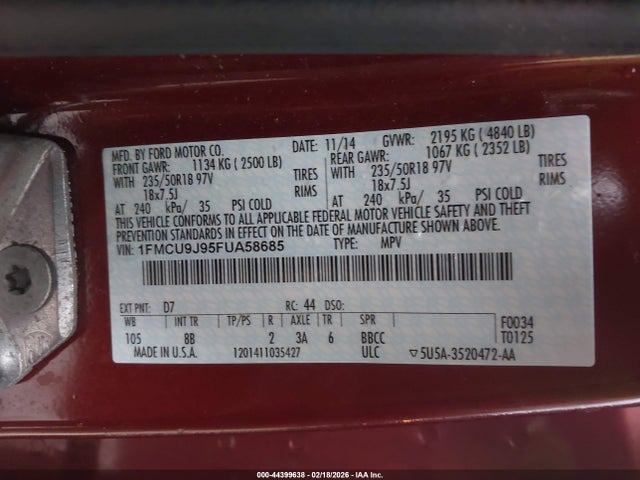 MFD. BY FORD MOTOR CO. DATE: 11/14 GVWR: 2195 KG ( 4840 LB)
FRONT GAWR: 1134 KG ( 2500 LB) REAR GAWR: 1067 KG ( 2352 LB)
WITH 235/50R18 97V TIRES WITH 235/50R18 97V TIRES
18x7.5J RIMS 18x7.5J RIMS
AT 240 kPa/ 35 PSI COLD AT 240 kPa/ 35 PSI COLD
THIS VEHICLE CONFORMS TO ALL APPLICABLE FEDERAL MOTOR VEHICLE SAFETY AND THEFT
PREVENTION STANDARDS IN EFFECT ON THE DATE OF MANUFACTURE SHOWN ABOVE.
VIN: 1FMCU9J95FUA58685 TYPE: MPV
EXT PNT: D7 RC: 44 DSO:
WB INT TR TP/PS R AXLE TR SPR F0034
105 8B 2 3A 6 BBCC T0125
MADE IN U.S.A. 1201411035427 ULC ▽5U5A-3520472-AA
000-44399638 - 02/18/2026 - IAA Inc.